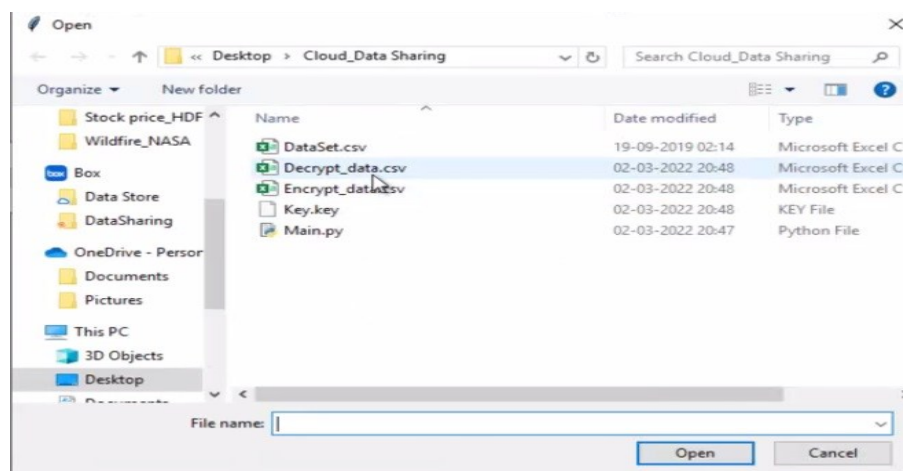 Open
« Desktop › Cloud_Data Sharing Search Cloud_Data Sharing
Organize New folder
Name Date modified Type
Stock price_HDF
Wildfire_NASA
Box
Data Store
DataSharing
OneDrive - Person
Documents
Pictures
This PC
3D Objects
Desktop
DataSet.csv 19-09-2019 02:14 Microsoft Excel C
Decrypt_data.csv 02-03-2022 20:48 Microsoft Excel C
Encrypt_data.csv 02-03-2022 20:48 Microsoft Excel C
Key.key 02-03-2022 20:48 KEY File
Main.py 02-03-2022 20:47 Python File
File name:
Open Cancel